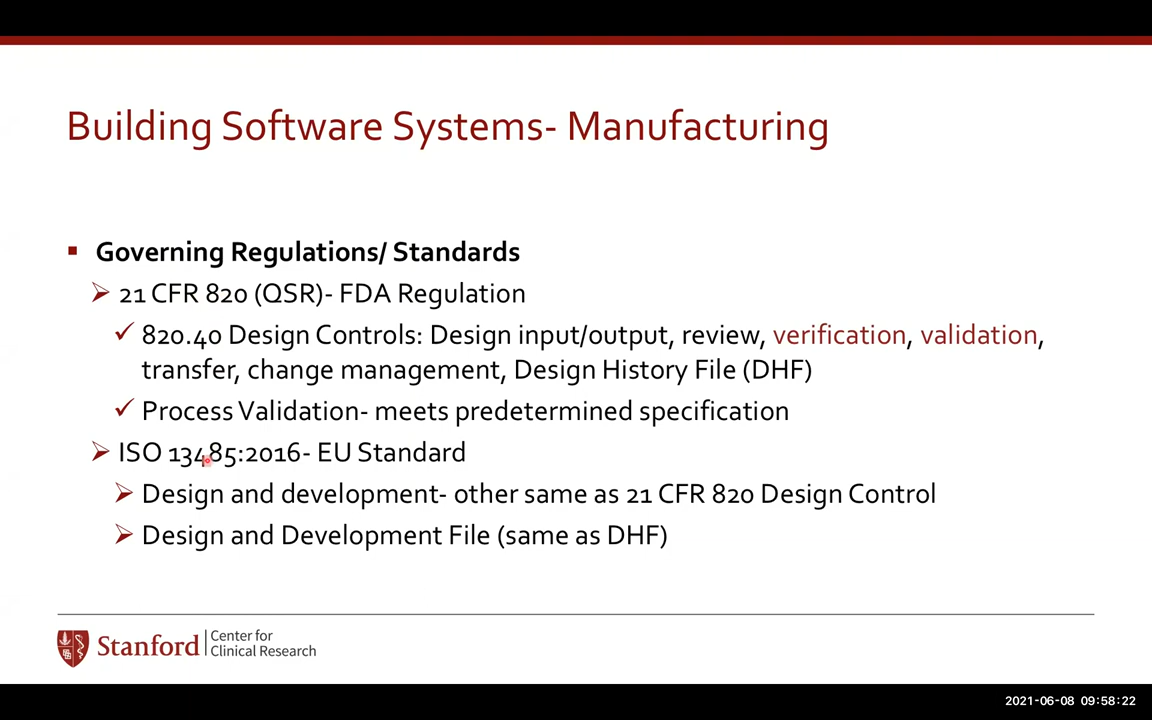 Building Software Systems- Manufacturing
Governing Regulations/ Standards
21 CFR 820 (QSR)- FDA Regulation
820.40 Design Controls: Design input/output, review, verification, validation,
transfer, change management, Design History File (DHF)
Process Validation- meets predetermined specification
ISO 13485:2016- EU Standard
Design and development- other same as 21 CFR 820 Design Control
Design and Development File (same as DHF)
Stanford
Center for
Clinical Research
2021-06-08 09:58:22